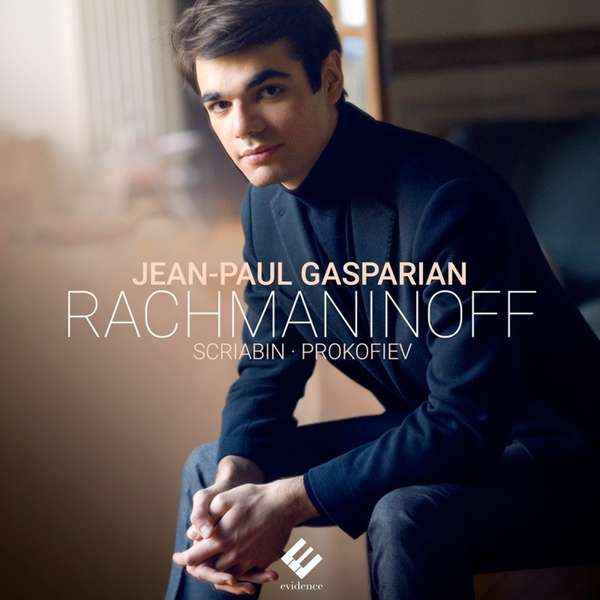 JEAN-PAUL GASPARIAN
RACHMANINOFF
SCRIABIN · PROKOFIEV
evidence